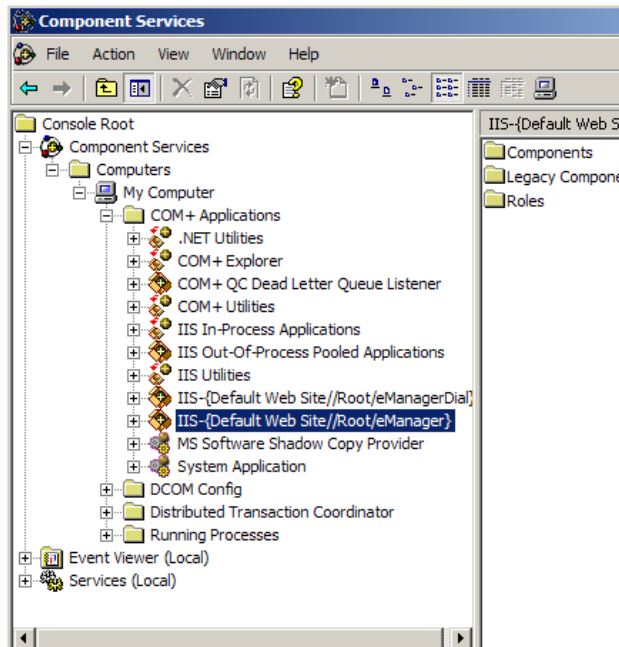 Component Services
File Action View Window Help
Console Root
Component Services
Computers
My Computer
COM+ Applications
.NET Utilities
COM+ Explorer
COM+ QC Dead Letter Queue Listener
COM+ Utilities
IIS In-Process Applications
IIS Out-Of-Process Pooled Applications
IIS Utilities
IIS-{Default Web Site//Root/eManagerDial}
IIS-{Default Web Site//Root/eManager}
MS Software Shadow Copy Provider
System Application
DCOM Config
Distributed Transaction Coordinator
Running Processes
Event Viewer (Local)
Services (Local)
IIS-{Default Web S
Components
Legacy Compone
Roles